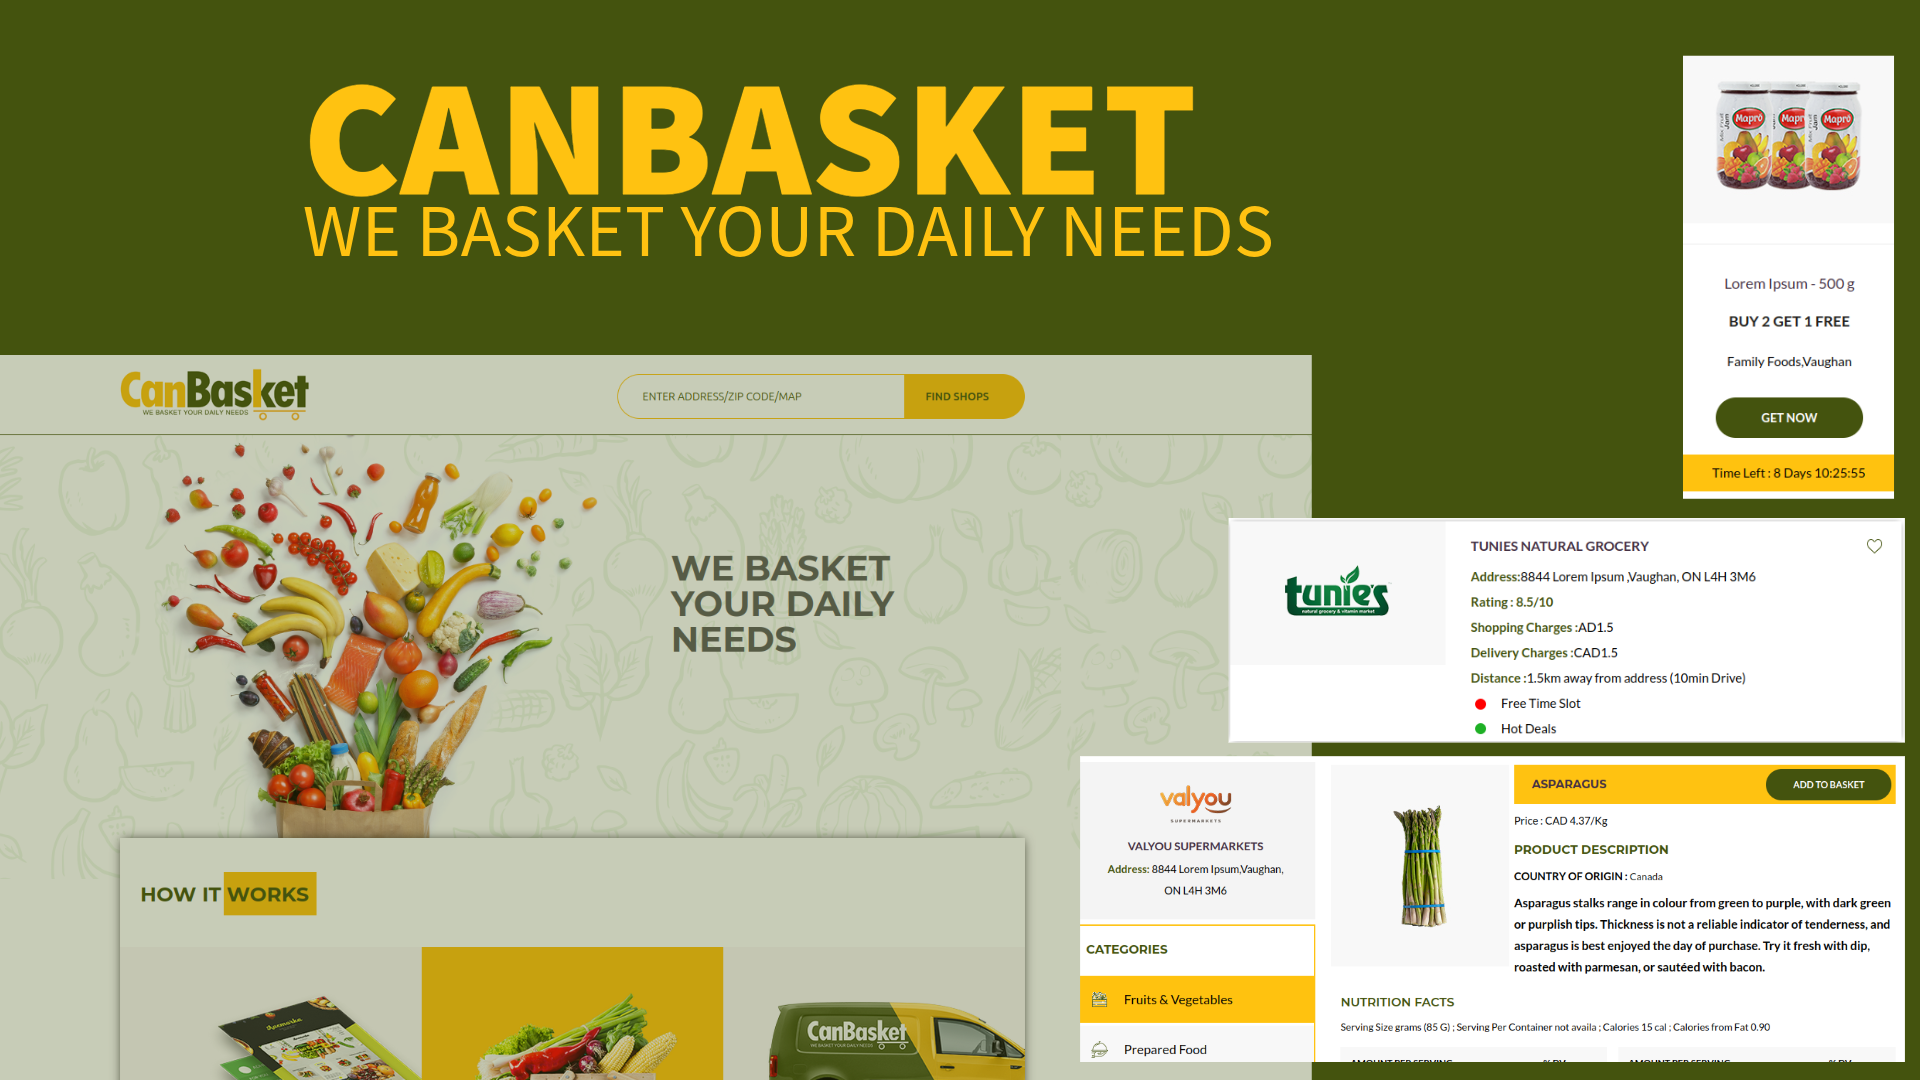 CANBASKET
WE BASKET YOUR DAILY NEEDS
CanBasket
WE BASKET YOUR DAILY NEEDS
ENTER ADDRESS/ZIP CODE/MAP
FIND SHOPS
WE BASKET
YOUR DAILY
NEEDS
HOW IT WORKS
CanBasket
WE BASKET YOUR DAILY NEEDS
Mapro
Mapro
Lorem Ipsum - 500 g
BUY 2 GET 1 FREE
Family Foods,Vaughan
GET NOW
Time Left : 8 Days 10:25:55
tunie's
natural grocery & vitamin market
TUNIES NATURAL GROCERY
Address:8844 Lorem Ipsum ,Vaughan, ON L4H 3M6
Rating : 8.5/10
Shopping Charges :AD1.5
Delivery Charges :CAD1.5
Distance :1.5km away from address (10min Drive)
Free Time Slot
Hot Deals
valyou
SUPERMARKETS
VALYOU SUPERMARKETS
Address: 8844 Lorem Ipsum,Vaughan,
ON L4H 3M6
CATEGORIES
Fruits & Vegetables
Prepared Food
ASPARAGUS
ADD TO BASKET
Price : CAD 4.37/Kg
PRODUCT DESCRIPTION
COUNTRY OF ORIGIN : Canada
Asparagus stalks range in colour from green to purple, with dark green
or purplish tips. Thickness is not a reliable indicator of tenderness, and
asparagus is best enjoyed the day of purchase. Try it fresh with dip,
roasted with parmesan, or sautéed with bacon.
NUTRITION FACTS
Serving Size grams (85 G) ; Serving Per Container not availa ; Calories 15 cal ; Calories from Fat 0.90